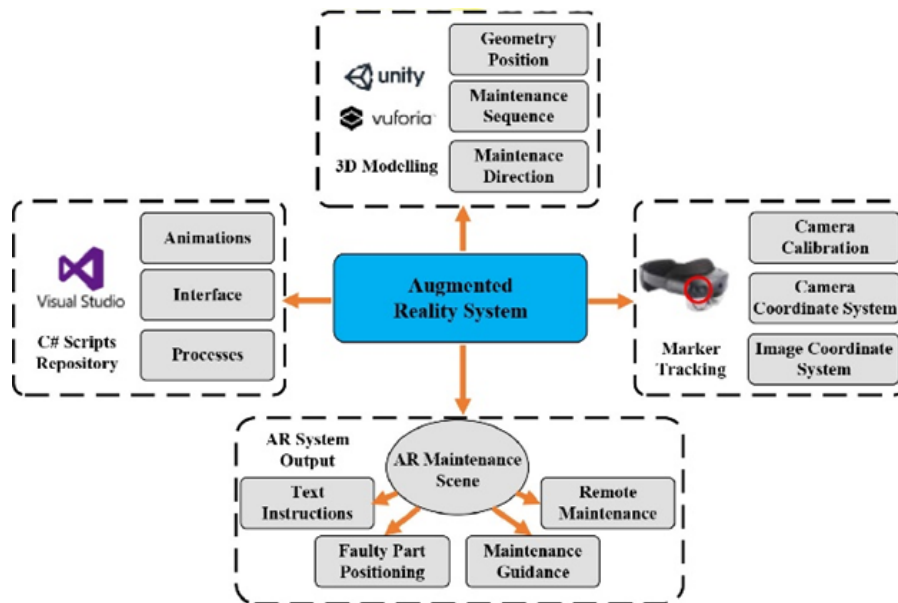 Geometry
Position
unity
vuforia
Maintenance
Sequence
3D Modelling
Maintenace
Direction
Animations
Visual Studio
Interface
C# Scripts
Repository
Processes
Augmented
Reality System
Camera
Calibration
Camera
Coordinate System
Marker
Tracking
Image Coordinate
System
AR System
Output
AR Maintenance
Scene
Text
Instructions
Remote
Maintenance
Faulty Part
Positioning
Maintenance
Guidance